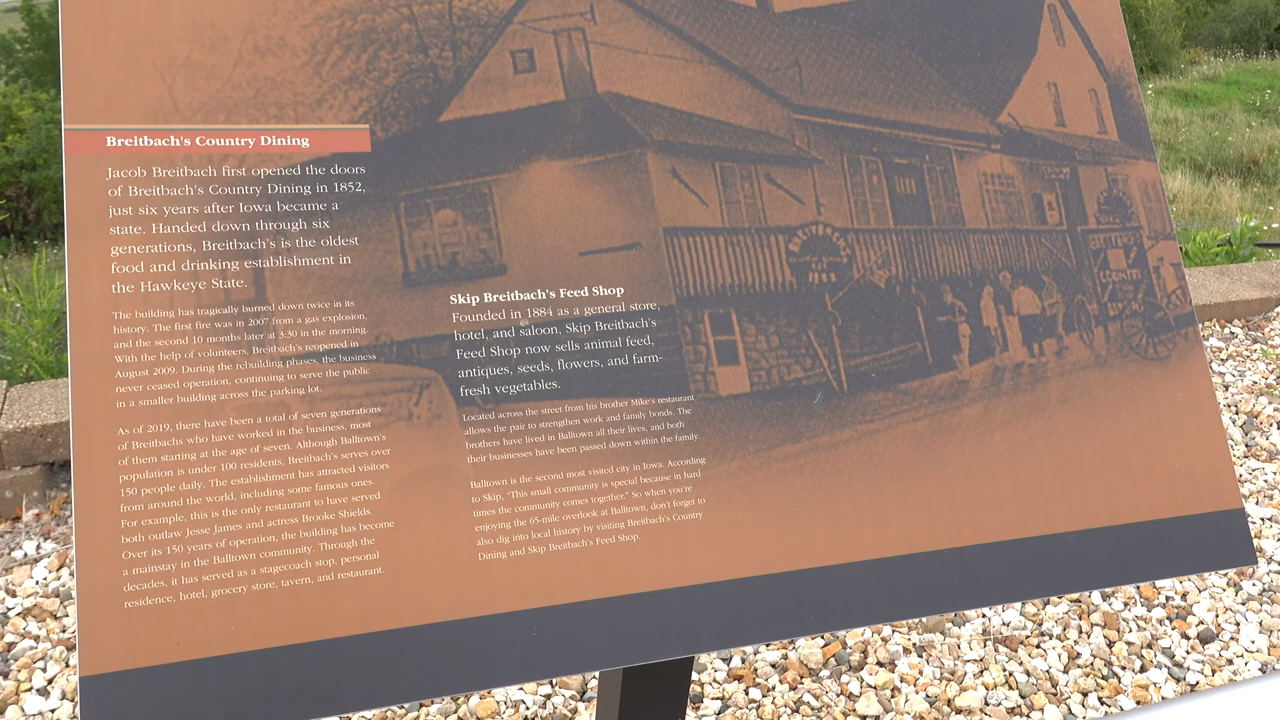 Breitbach's Country Dining
Jacob Breitbach first opened the doors
of Breitbach's Country Dining in 1852,
just six years after Iowa became a
state. Handed down through six
generations, Breitbach's is the oldest
food and drinking establishment in
the Hawkeye State.
The building has tragically burned down twice in its
history. The first fire was in 2007 from a gas explosion,
and the second 10 months later at 3:30 in the morning.
With the help of volunteers, Breitbach's reopened in
August 2009. During the rebuilding phases, the business
never ceased operation, continuing to serve the public
in a smaller building across the parking lot.
As of 2019, there have been a total of seven generations
of Breitbachs who have worked in the business, most
of them starting at the age of seven. Although Balltown's
population is under 100 residents, Breitbach's serves over
150 people daily. The establishment has attracted visitors
from around the world, including some famous ones.
For example, this is the only restaurant to have served
both outlaw Jesse James and actress Brooke Shields.
Over its 150 years of operation, the building has become
a mainstay in the Balltown community. Through the
decades, it has served as a stagecoach stop, personal
residence, hotel, grocery store, tavern, and restaurant.
Skip Breitbach's Feed Shop
Founded in 1884 as a general store,
hotel, and saloon, Skip Breitbach's
Feed Shop now sells animal feed,
antiques, seeds, flowers, and farm-
fresh vegetables.
Located across the street from his brother Mike's restaurant
allows the pair to strengthen work and family bonds. The
brothers have lived in Balltown all their lives, and both
their businesses have been passed down within the family.
Balltown is the second most visited city in Iowa. According
to Skip, "This small community is special because in hard
times the community comes together." So when you're
enjoying the 65-mile overlook at Balltown, don't forget to
also dig into local history by visiting Breitbach's Country
Dining and Skip Breitbach's Feed Shop.
COUNTRY